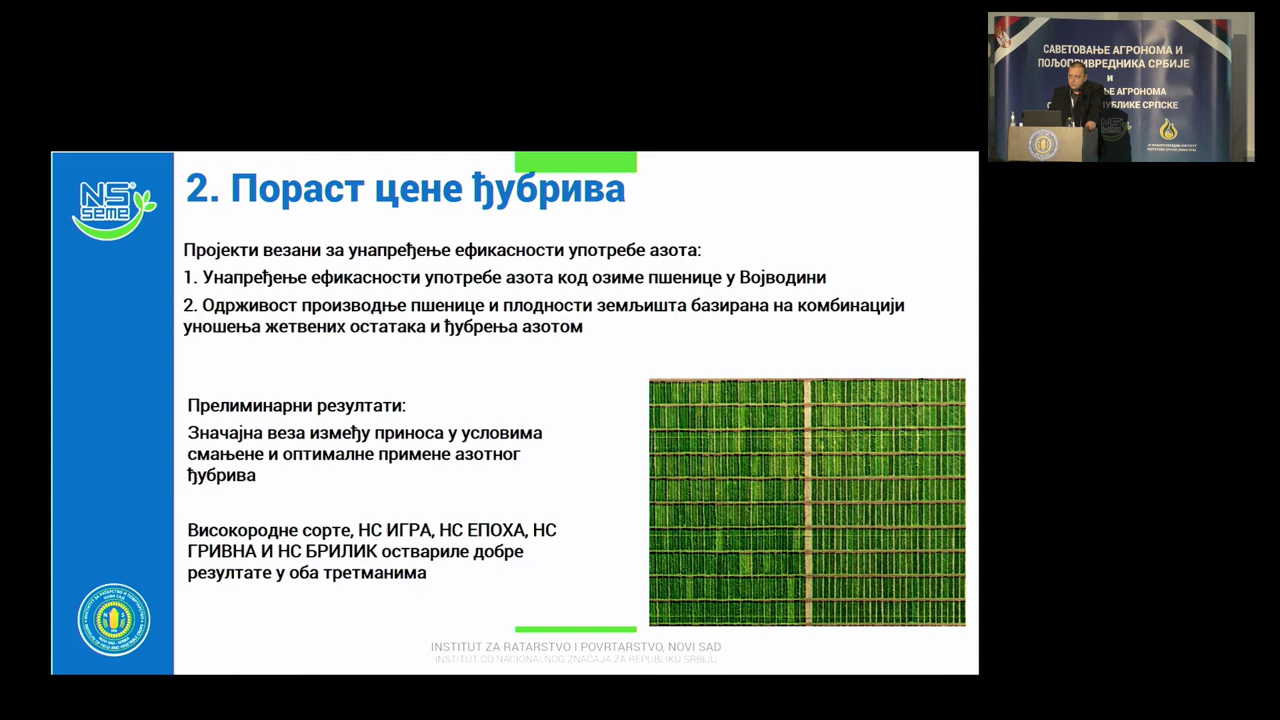 САВЕТОВАЊЕ АГРОНОМА И
ПОЉОПРИВРЕДНИКА СРБИЈЕ
и
АГРОНОМА
СРПСКЕ
NS
seme
2. Пораст цене ђубрива
Пројекти везани за унапређење ефикасности употребе азота:
1. Унапређење ефикасности употребе азота код озиме пшенице у Војводини
2. Одрживост производње пшенице и плодности земљишта базирана на комбинацији
уношења жетвених остатака и ђубрења азотом
Прелиминарни резултати:
Значајна веза између приноса у условима
смањене и оптималне примене азотног
ђубрива
Високородне сорте, НС ИГРА, НС ЕПОХА, НС
ГРИВНА И НС БРИЛИК оствариле добре
резултате у оба третманима
INSTITUT ZA RATARSTVO I POVRTARSTVO, NOVI SAD
INSTITUT OD NACIONALNOG ZNAČAJA ZA REPUBLIKU SRBIJU